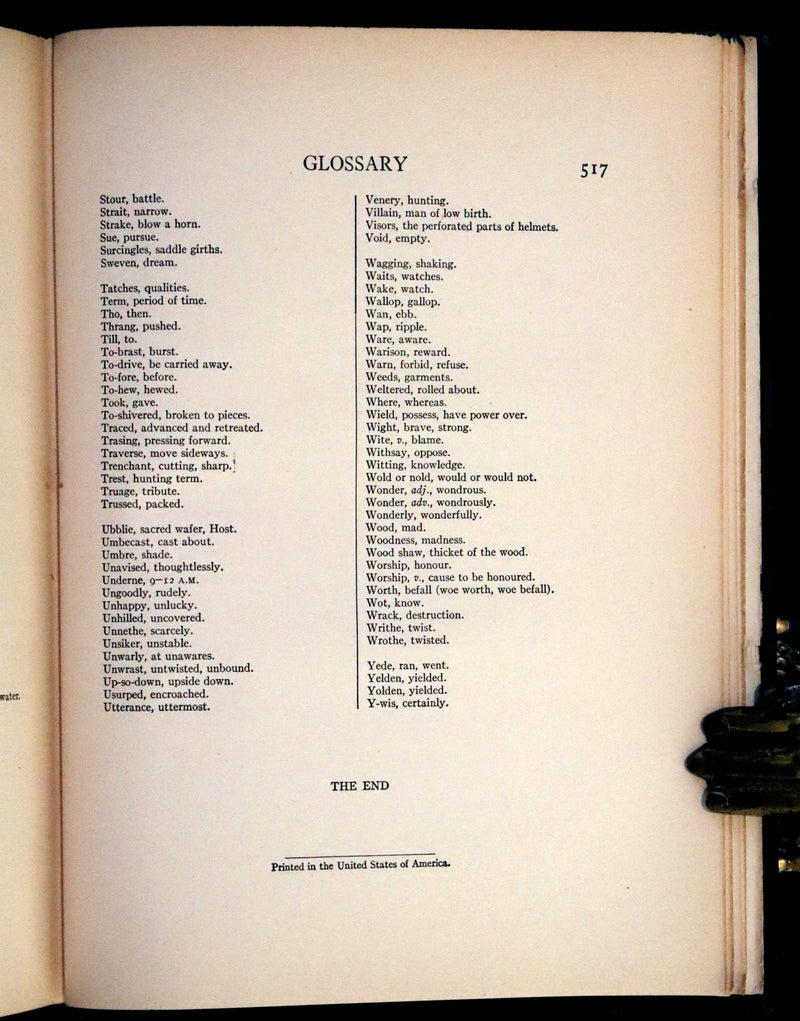 GLOSSARY
517
Stour, battle.
Strait, narrow.
Strake, blow a horn.
Sue, pursue.
Surcingles, saddle girths.
Sweven, dream.
Tatches, qualities.
Term, period of time.
Tho, then.
Thrang, pushed.
Till, to.
To-brast, burst.
To-drive, be carried away.
To-fore, before.
To-hew, hewed.
Took, gave.
To-shivered, broken to pieces.
Traced, advanced and retreated.
Trasing, pressing forward.
Traverse, move sideways.
Trenchant, cutting, sharp.
Trest, hunting term.
Truage, tribute.
Trussed, packed.
Ubblie, sacred wafer, Host.
Umbecast, cast about.
Umbre, shade.
Unavised, thoughtlessly.
Underne, 9–12 A.M.
Ungoodly, rudely.
Unhappy, unlucky.
Unhilled, uncovered.
Unnethe, scarcely.
Unsiker, unstable.
Unwarly, at unawares.
Unwrast, untwisted, unbound.
Up-so-down, upside down.
Usurped, encroached.
Utterance, uttermost.
Venery, hunting.
Villain, man of low birth.
Visors, the perforated parts of helmets.
Void, empty.
Wagging, shaking.
Waits, watches.
Wake, watch.
Wallop, gallop.
Wan, ebb.
Wap, ripple.
Ware, aware.
Warison, reward.
Warn, forbid, refuse.
Weeds, garments.
Weltered, rolled about.
Where, whereas.
Wield, possess, have power over.
Wight, brave, strong.
Wite, v., blame.
Withsay, oppose.
Witting, knowledge.
Wold or nold, would or would not.
Wonder, adj., wondrous.
Wonder, adv., wondrously.
Wonderly, wonderfully.
Wood, mad.
Woodness, madness.
Wood shaw, thicket of the wood.
Worship, honour.
Worship, v., cause to be honoured.
Worth, befall (woe worth, woe befall).
Wot, know.
Wrack, destruction.
Writhe, twist.
Wrothe, twisted.
Yede, ran, went.
Yelden, yielded.
Yolden, yielded.
Y-wis, certainly.
THE END
Printed in the United States of America.
water.